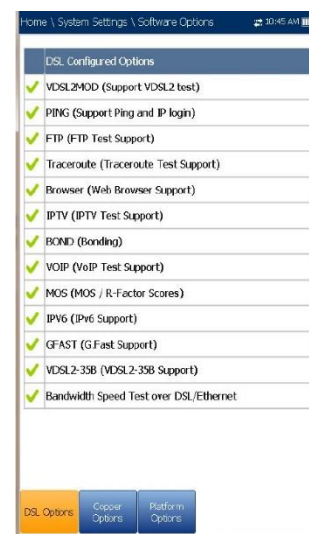 Home \ System Settings \ Software Options 10:45 AM
DSL Configured Options
VDSL2MOD (Support VDSL2 test)
PING (Support Ping and IP login)
FTP (FTP Test Support)
Traceroute (Traceroute Test Support)
Browser (Web Browser Support)
IPTV (IPTV Test Support)
BOND (Bonding)
VOIP (VoIP Test Support)
MOS (MOS / R-Factor Scores)
IPV6 (IPv6 Support)
GFAST (G.Fast Support)
VDSL2-35B (VDSL2-35B Support)
Bandwidth Speed Test over DSL/Ethernet
DSL Options
Copper
Options
Platform
Options